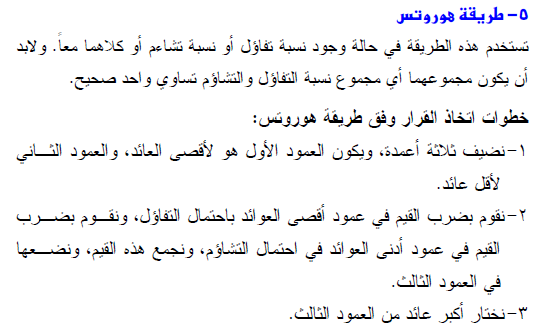 ٥- طريقة هوروتس
تستخدم هذه الطريقة في حالة وجود نسبة تفاؤل أو نسبة تشاءم أو كلاهما معاً. ولابد
أن يكون مجموعهما أي مجموع نسبة التفاؤل والتشاؤم تساوي واحد صحيح.
خطوات اتخاذ القرار وفق طريقة هوروتس:
١- نضيف ثلاثة أعمدة، ويكون العمود الأول هو لأقصى العائد، والعمود الثاني
لأقل عائد.
٢- نقوم بضرب القيم في عمود أقصى العوائد باحتمال التفاؤل، ونقوم بضرب
القيم في عمود أدنى العوائد في احتمال التشاؤم، ونجمع هذه القيم، ونضعها
في العمود الثالث.
٣- نختار أكبر عائد من العمود الثالث.